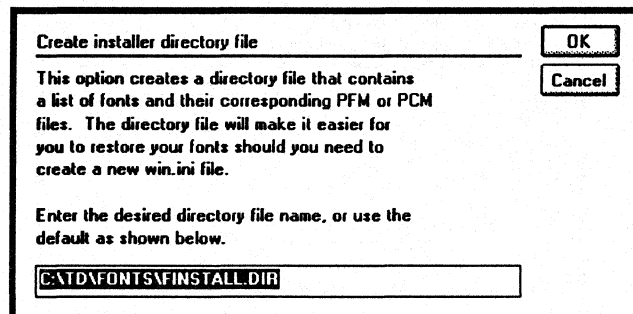 Create installer directory file
OK
This option creates a directory file that contains
Cancel
a list of fonts and their corresponding PFM or PCM
files. The directory file will make it easier for
you to restore your fonts should you need to
create a new win.ini file.
Enter the desired directory file name, or use the
default as shown below.
C:\TD\FONTS\FINSTALL.DIR